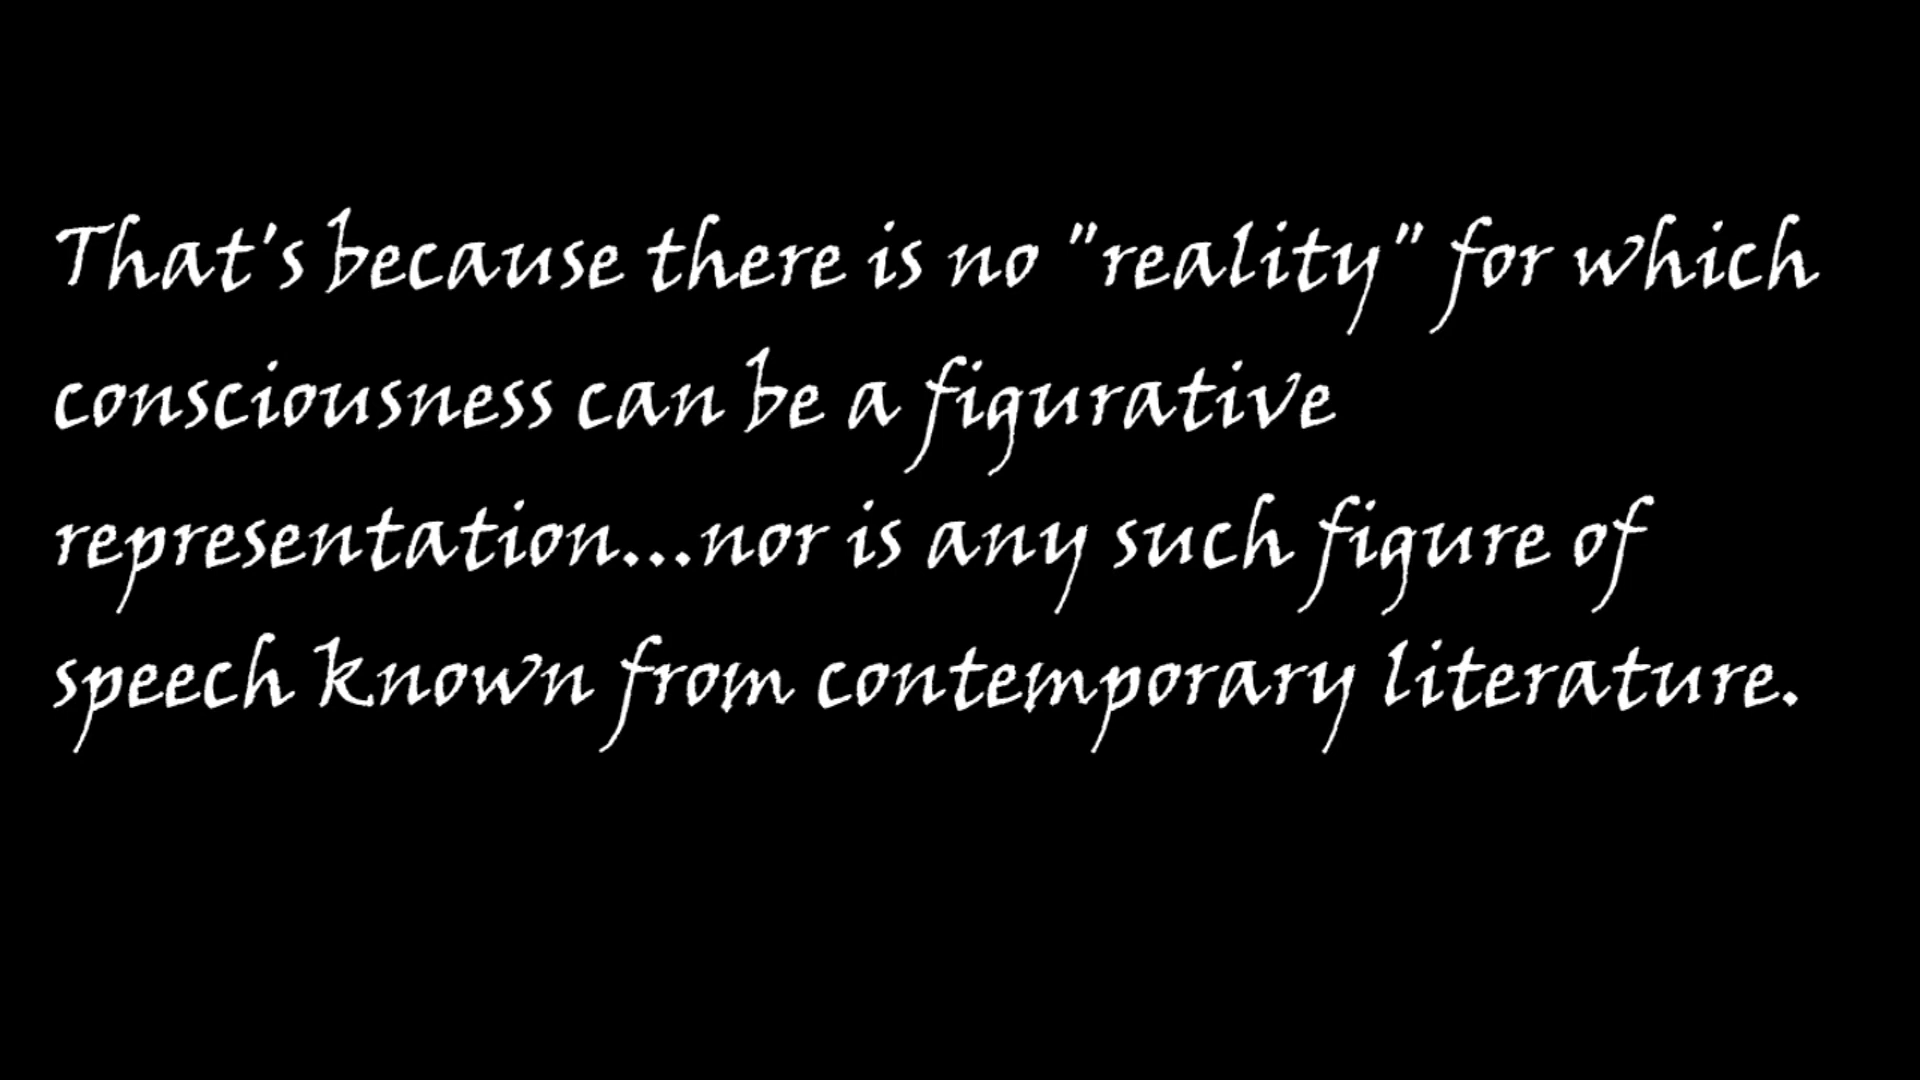 That's because there is no "reality" for which
consciousness can be a figurative
representation...nor is any such figure of
speech known from contemporary literature.